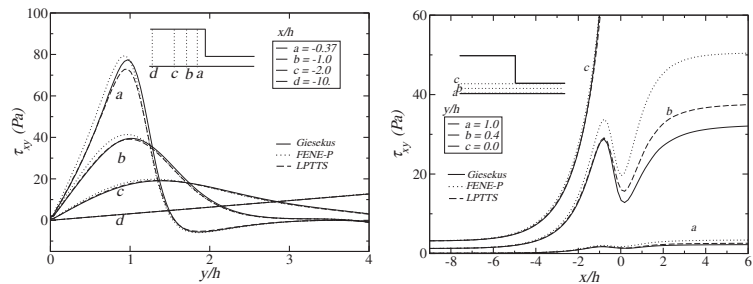 100
80
60
40
20
0
τxy (Pa)
0
1
2
3
4
y/h
d c b a
x/h
a = -0.37
b = -1.0
c = -2.0
d = -10.
a
b
c
d
Giesekus
FENE-P
LPTTS
60
40
20
0
τxy (Pa)
-8
-6
-4
-2
0
2
4
6
x/h
c
b
a
y/h
a = 1.0
b = 0.4
c = 0.0
Giesekus
FENE-P
LPTTS
c
b
a